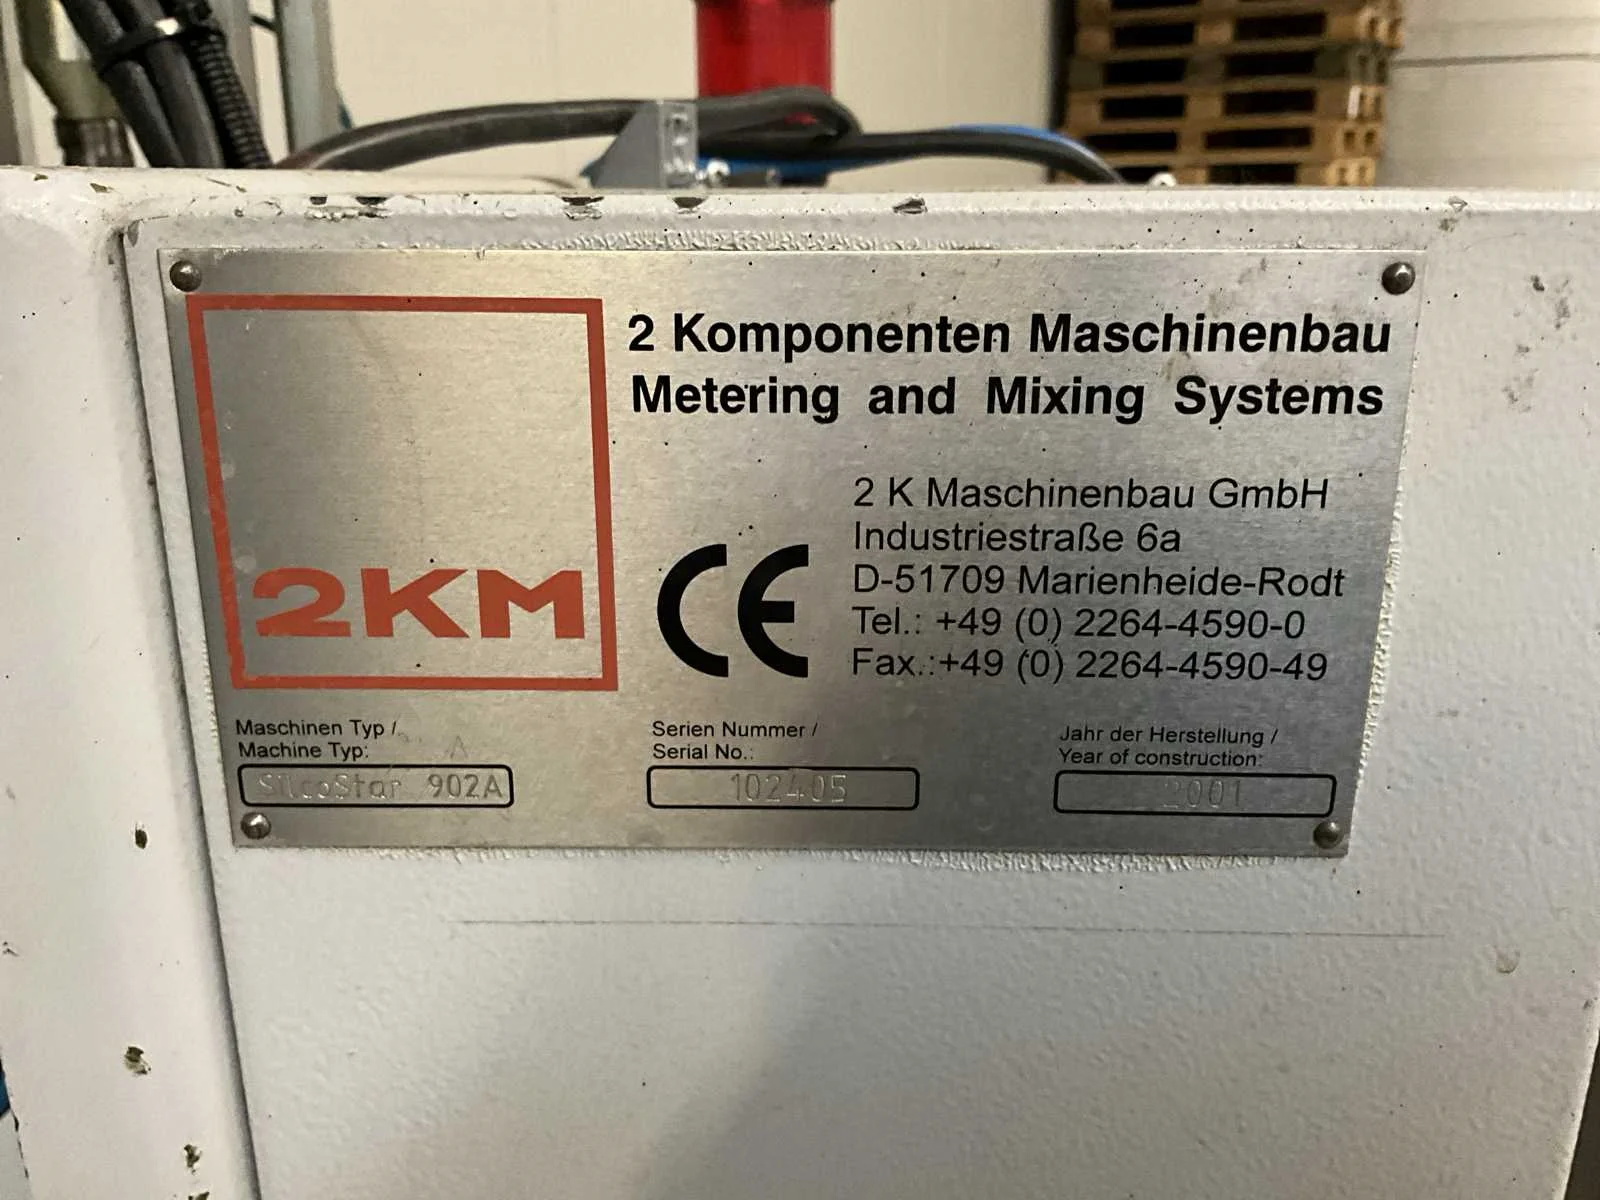 2 Komponenten Maschinenbau
Metering and Mixing Systems
2KM
CE
2 K Maschinenbau GmbH
Industriestraße 6a
D-51709 Marienheide-Rodt
Tel.: +49 (0) 2264-4590-0
Fax.:+49 (0) 2264-4590-49
Maschinen Typ /
Machine Typ:
SilcoStar 902A
Serien Nummer /
Serial No.:
102405
Jahr der Herstellung /
Year of construction:
2001